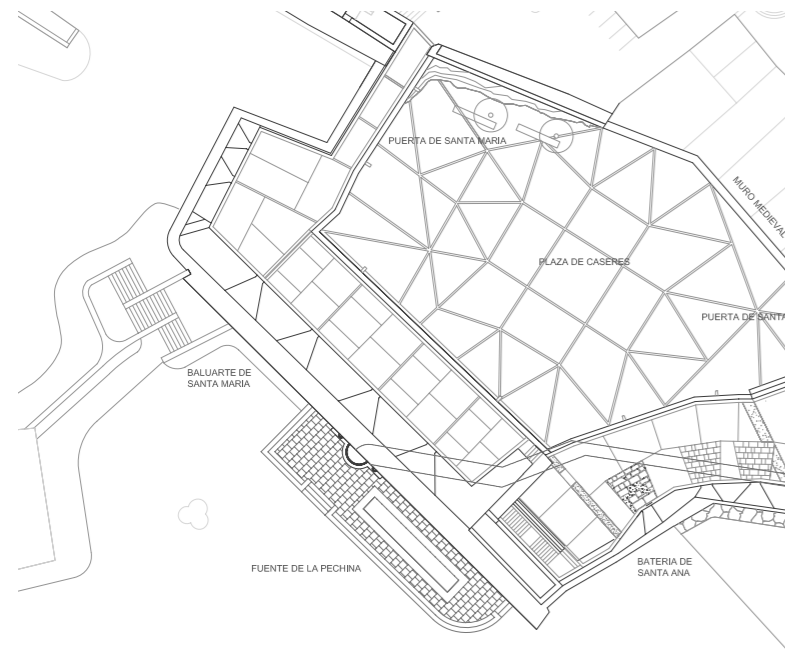 PUERTA DE SANTA MARIA
MURO MEDIEVAL
PLAZA DE CASERES
PUERTA DE SANTA
BALUARTE DE
SANTA MARIA
FUENTE DE LA PECHINA
BATERIA DE
SANTA ANA